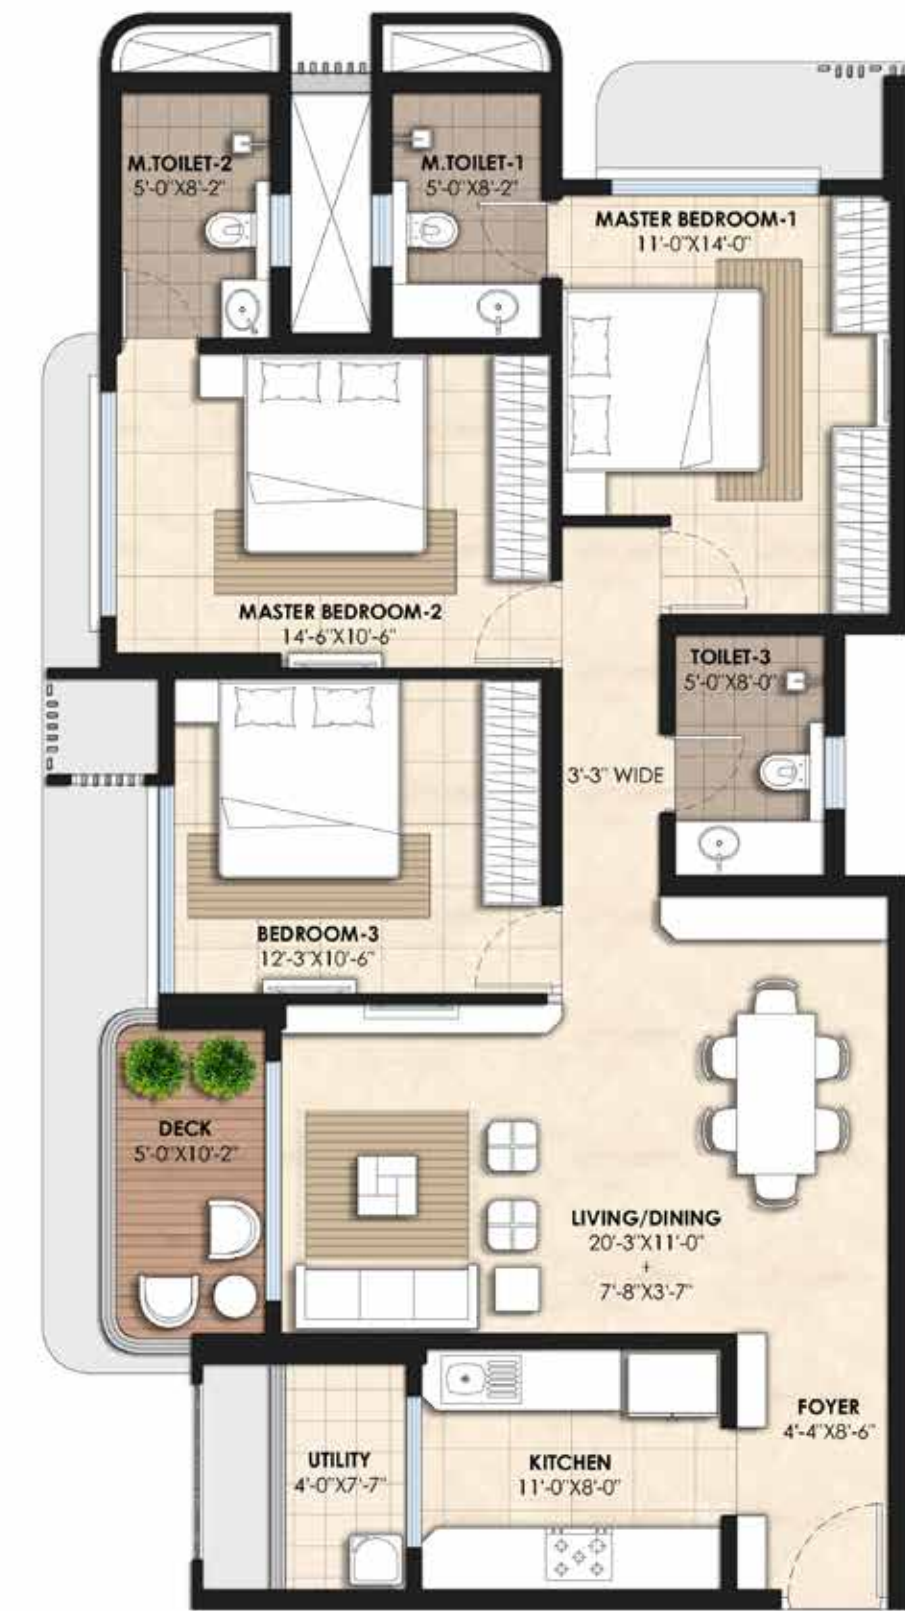 M.TOILET-2
5'-0"X8'-2"
M.TOILET-1
5'-0"X8'-2"
MASTER BEDROOM-1
11'-0"X14'-0"
MASTER BEDROOM-2
14'-6"X10'-6"
TOILET-3
5'-0"X8'-0"
3'-3" WIDE
BEDROOM-3
12'-3"X10'-6"
DECK
5'-0"X10'-2"
LIVING/DINING
20'-3"X11'-0"
+
7'-8"X3'-7"
FOYER
4'-4"X8'-6"
UTILITY
4'-0"X7'-7"
KITCHEN
11'-0"X8'-0"